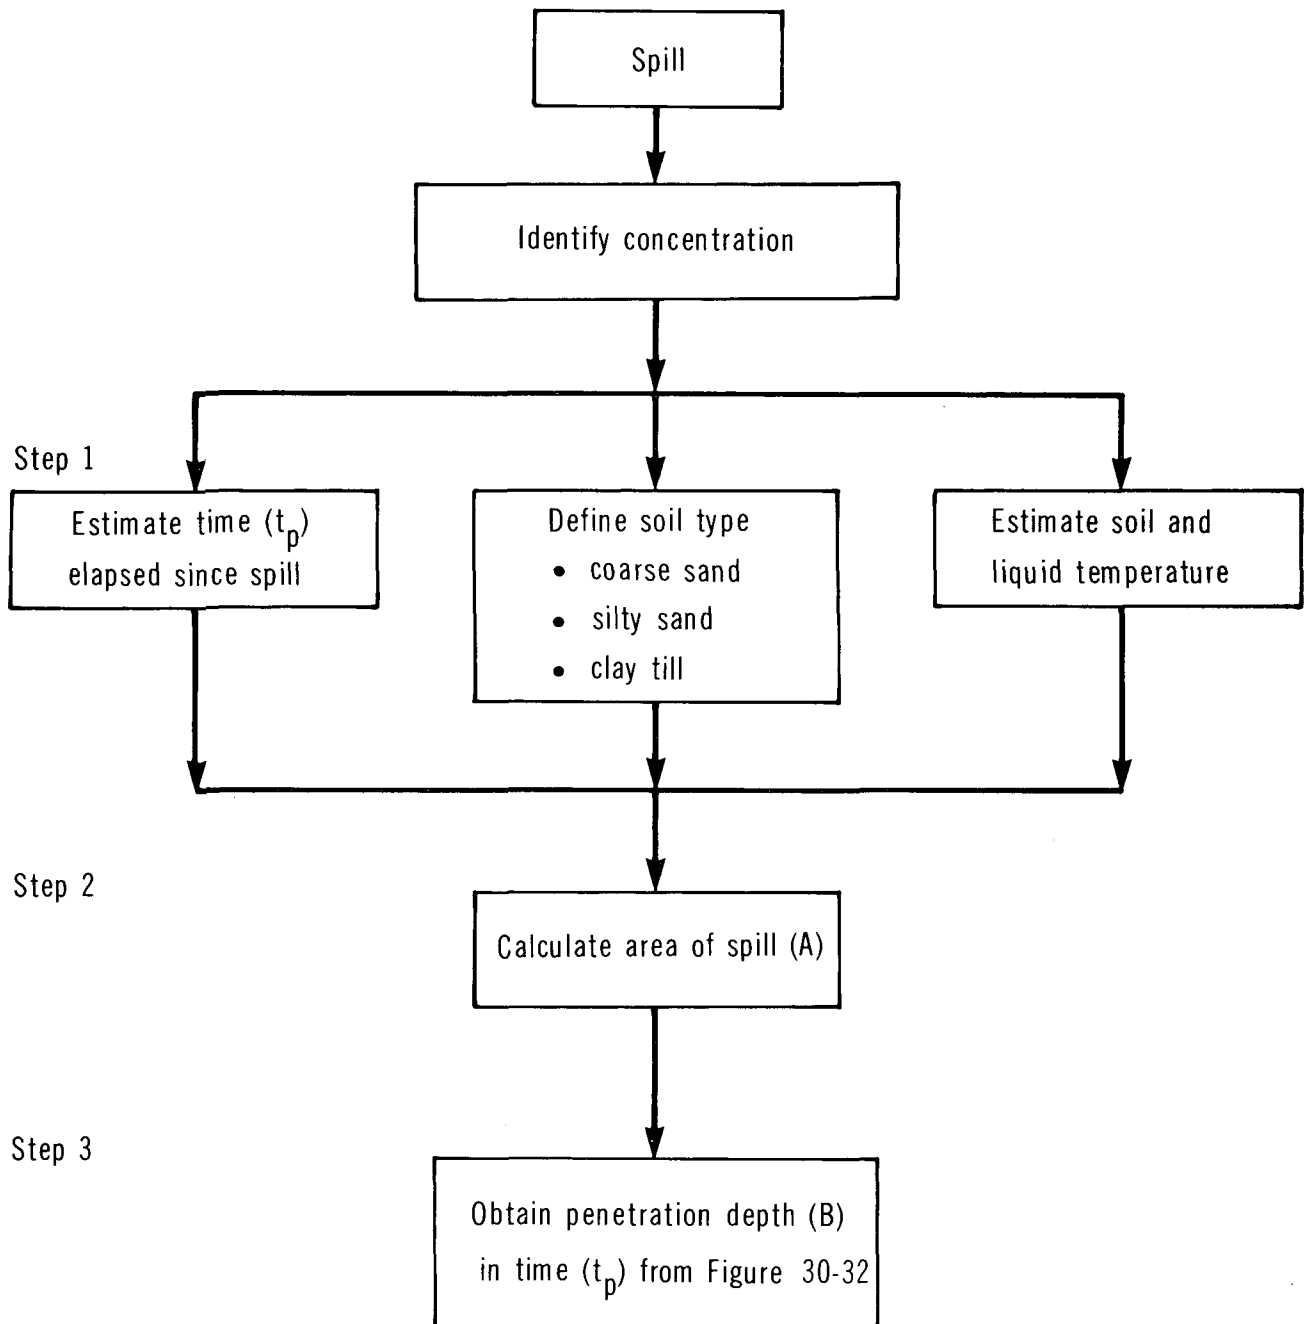 Spill
Identify concentration
Step 1
Estimate time (tp)
elapsed since spill
Define soil type
• coarse sand
• silty sand
• clay till
Estimate soil and
liquid temperature
Step 2
Calculate area of spill (A)
Step 3
Obtain penetration depth (B)
in time (tp) from Figure 30-32